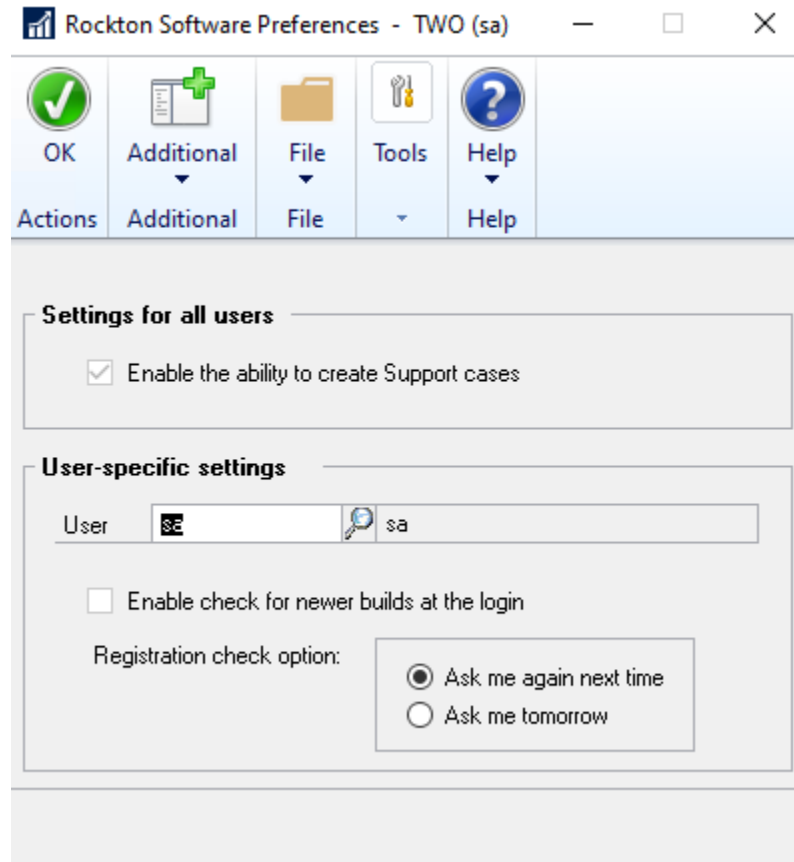 Rockton Software Preferences - TWO (sa)
OK Additional File Tools Help
Actions Additional File Help
Settings for all users
Enable the ability to create Support cases
User-specific settings
User sa sa
Enable check for newer builds at the login
Registration check option:
Ask me again next time
Ask me tomorrow